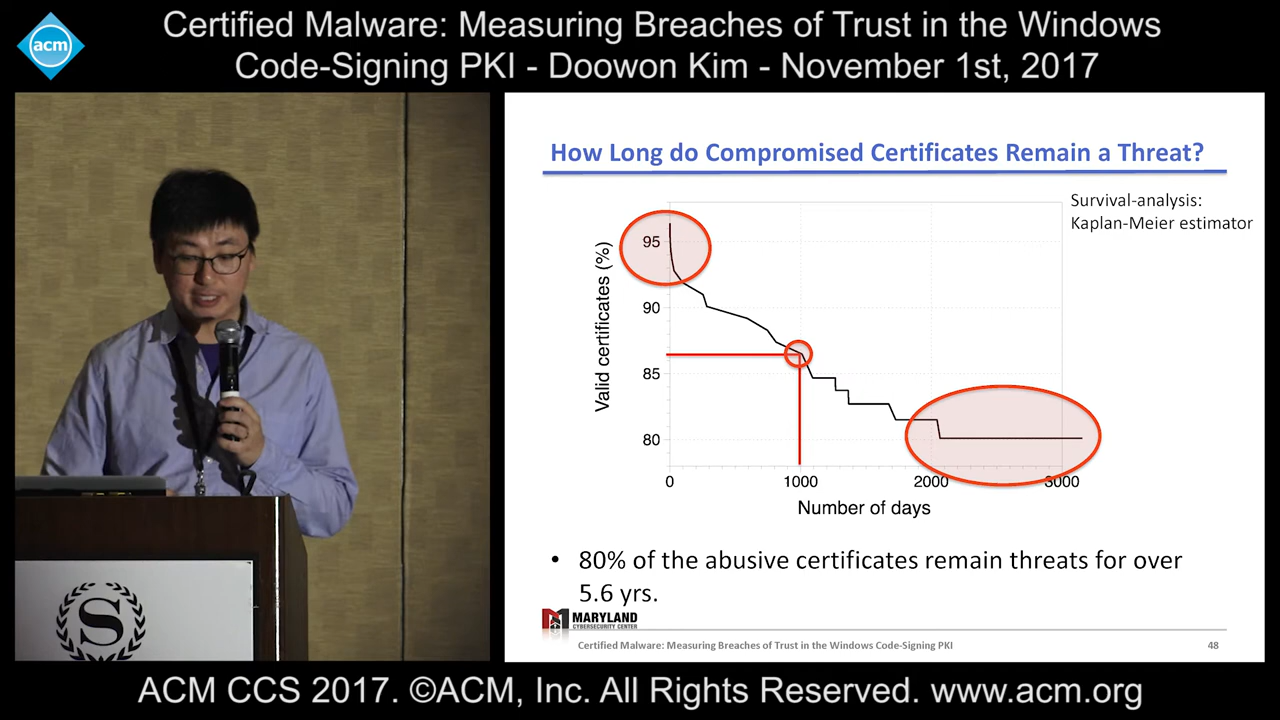 acm
Certified Malware: Measuring Breaches of Trust in the Windows
Code-Signing PKI - Doowon Kim - November 1st, 2017
How Long do Compromised Certificates Remain a Threat?
Survival-analysis:
Kaplan-Meier estimator
Valid certificates (%)
95
90
85
80
0 1000 2000 3000
Number of days
• 80% of the abusive certificates remain threats for over
5.6 yrs.
S
MARYLAND
CYBERSECURITY CENTER
Certified Malware: Measuring Breaches of Trust in the Windows Code-Signing PKI 48
ACM CCS 2017. ©ACM, Inc. All Rights Reserved. www.acm.org